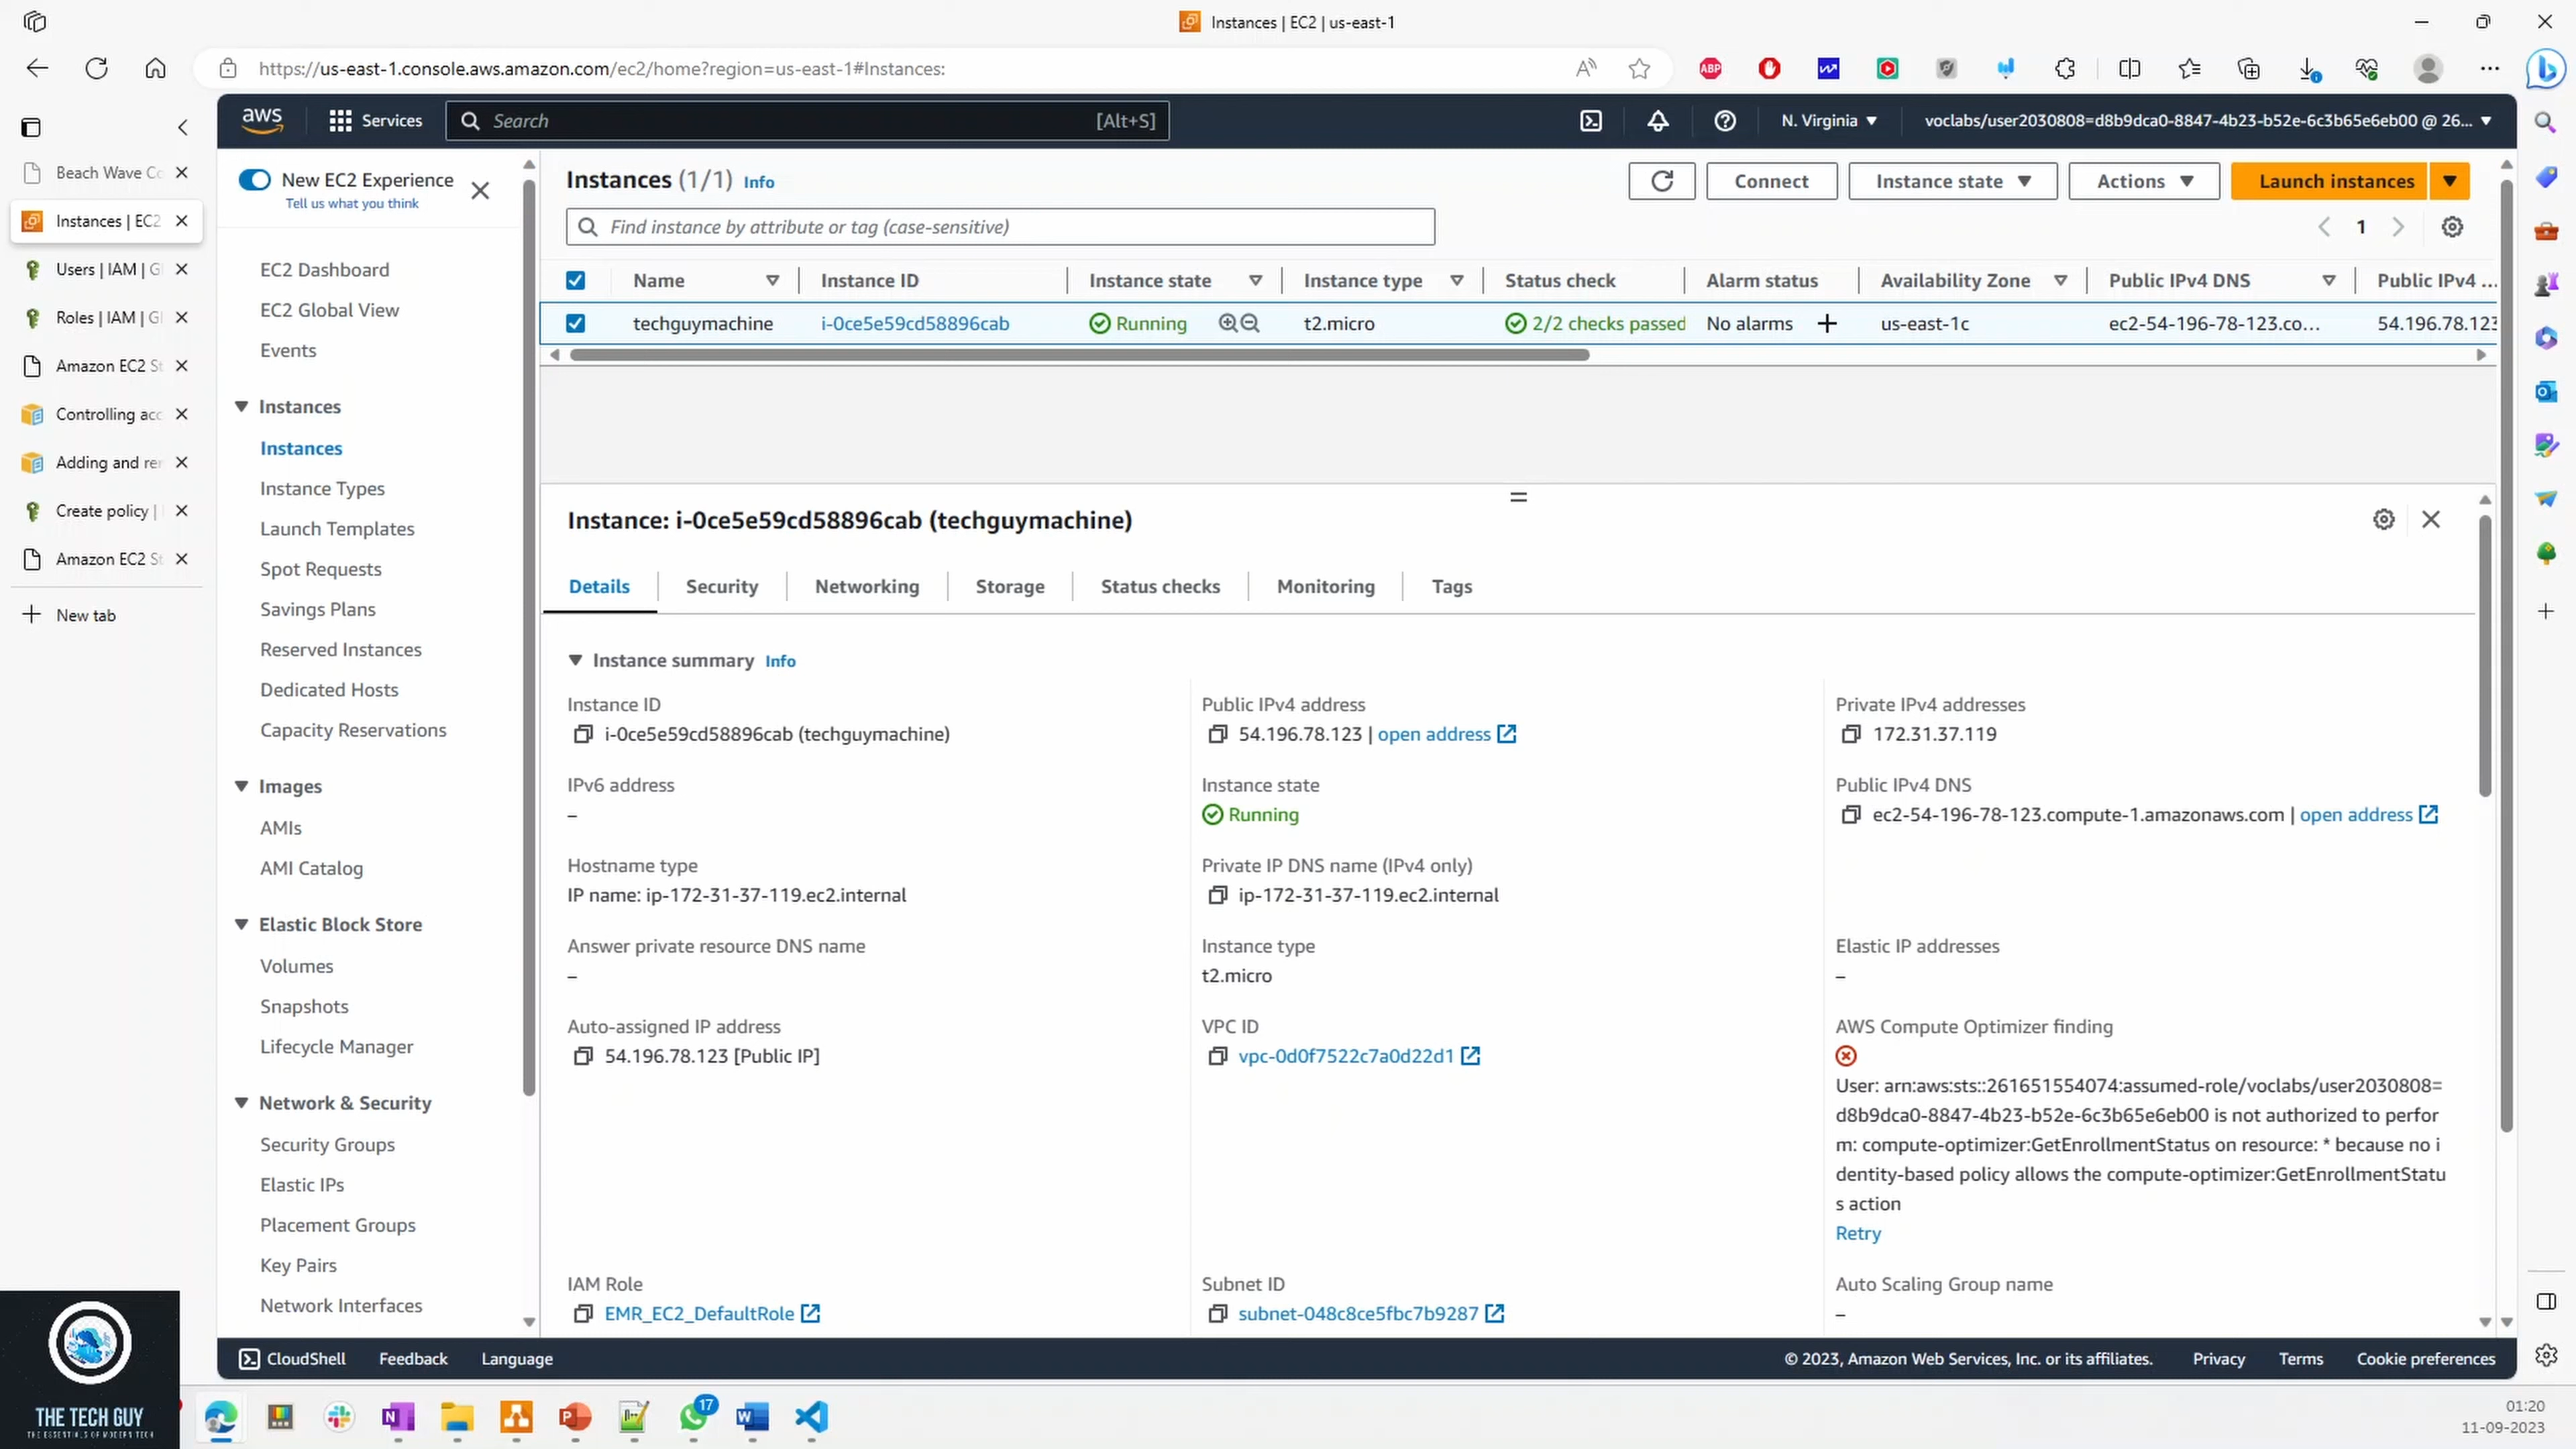 Instances | EC2 | us-east-1
https://us-east-1.console.aws.amazon.com/ec2/home?region=us-east-1#Instances:
ABP
Beach Wave Co
Instances | EC2
Users | IAM | Gl
Roles | IAM | Gl
Amazon EC2 St
Controlling acc
Adding and rem
Create policy |
Amazon EC2 St
New tab
aws
Services
Search
[Alt+S]
N. Virginia
voclabs/user2030808=d8b9dca0-8847-4b23-b52e-6c3b65e6eb00 @ 26...
New EC2 Experience
Tell us what you think
EC2 Dashboard
EC2 Global View
Events
Instances
Instances
Instance Types
Launch Templates
Spot Requests
Savings Plans
Reserved Instances
Dedicated Hosts
Capacity Reservations
Images
AMIs
AMI Catalog
Elastic Block Store
Volumes
Snapshots
Lifecycle Manager
Network & Security
Security Groups
Elastic IPs
Placement Groups
Key Pairs
Network Interfaces
Instances (1/1) Info
Connect
Instance state
Actions
Launch instances
Find instance by attribute or tag (case-sensitive)
1
Name Instance ID Instance state Instance type Status check Alarm status Availability Zone Public IPv4 DNS Public IPv4 ...
techguymachine i-0ce5e59cd58896cab Running t2.micro 2/2 checks passed No alarms + us-east-1c ec2-54-196-78-123.co... 54.196.78.123
Instance: i-0ce5e59cd58896cab (techguymachine)
Details Security Networking Storage Status checks Monitoring Tags
Instance summary Info
Instance ID
i-0ce5e59cd58896cab (techguymachine)
Public IPv4 address
54.196.78.123 | open address
Private IPv4 addresses
172.31.37.119
IPv6 address
–
Instance state
Running
Public IPv4 DNS
ec2-54-196-78-123.compute-1.amazonaws.com | open address
Hostname type
IP name: ip-172-31-37-119.ec2.internal
Private IP DNS name (IPv4 only)
ip-172-31-37-119.ec2.internal
Answer private resource DNS name
–
Instance type
t2.micro
Elastic IP addresses
–
Auto-assigned IP address
54.196.78.123 [Public IP]
VPC ID
vpc-0d0f7522c7a0d22d1
AWS Compute Optimizer finding
User: arn:aws:sts::261651554074:assumed-role/voclabs/user2030808=
d8b9dca0-8847-4b23-b52e-6c3b65e6eb00 is not authorized to perfor
m: compute-optimizer:GetEnrollmentStatus on resource: * because no i
dentity-based policy allows the compute-optimizer:GetEnrollmentStatu
s action
Retry
IAM Role
EMR_EC2_DefaultRole
Subnet ID
subnet-048c8ce5fbc7b9287
Auto Scaling Group name
–
CloudShell Feedback Language
© 2023, Amazon Web Services, Inc. or its affiliates. Privacy Terms Cookie preferences
THE TECH GUY
THE ESSENTIALS OF MODERN TECH
17
01:20
11-09-2023